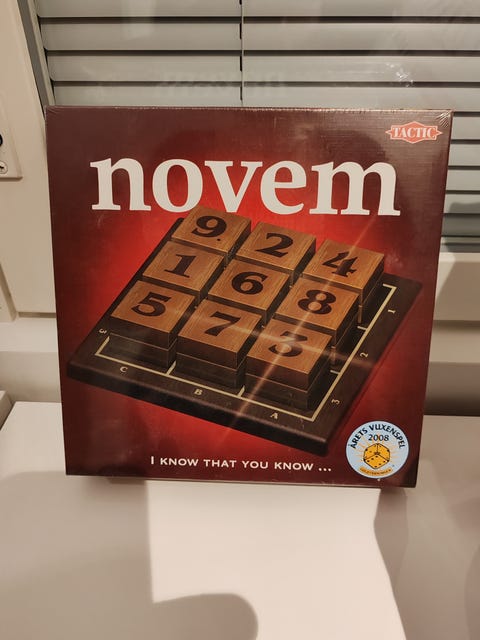 TACTIC
novem
9 2 4
1 6 8
5 7 3
1
2
3
3
C B A
I KNOW THAT YOU KNOW ...
ÅRETS VUXENSPEL
2008